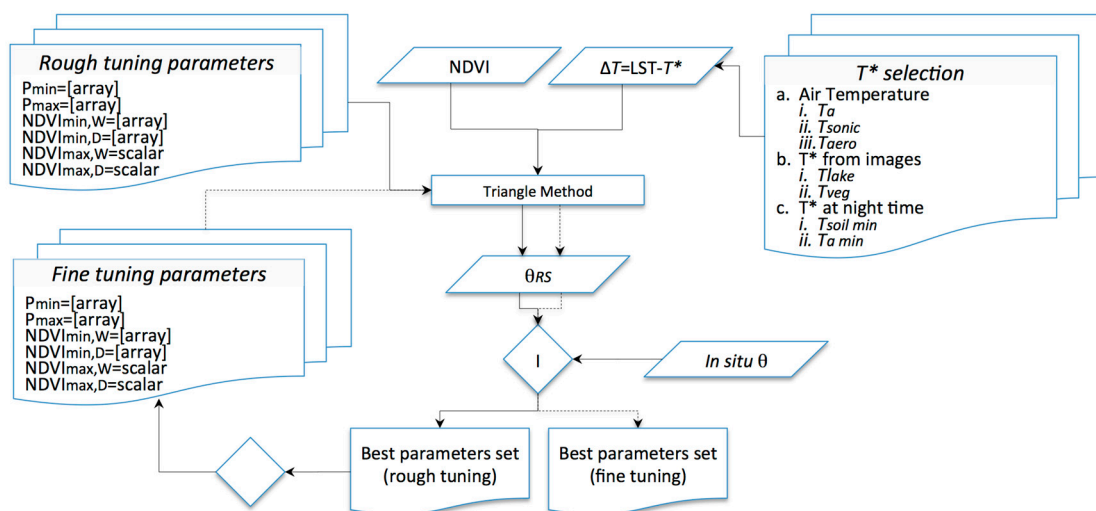 Rough tuning parameters
Pmin=[array]
Pmax=[array]
NDVImin,W=[array]
NDVImin,D=[array]
NDVImax,W=scalar
NDVImax,D=scalar
NDVI
ΔT=LST-T*
T* selection
a. Air Temperature
i. Ta
ii. Tsonic
iii. Taero
b. T* from images
i. Tlake
ii. Tveg
c. T* at night time
i. Tsoil min
ii. Ta min
Triangle Method
Fine tuning parameters
Pmin=[array]
Pmax=[array]
NDVImin,W=[array]
NDVImin,D=[array]
NDVImax,W=scalar
NDVImax,D=scalar
θRS
I
In situ θ
Best parameters set
(rough tuning)
Best parameters set
(fine tuning)